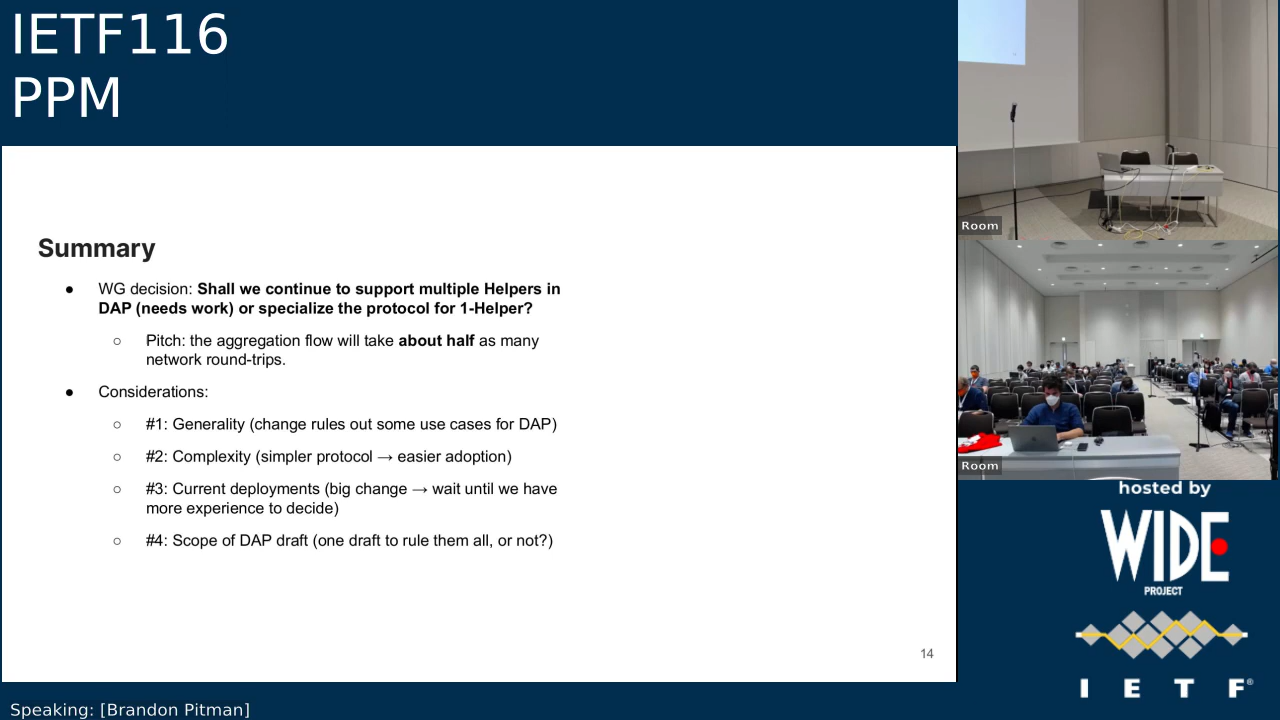 IETF116
PPM
Summary
● WG decision: Shall we continue to support multiple Helpers in
DAP (needs work) or specialize the protocol for 1-Helper?
○ Pitch: the aggregation flow will take about half as many
network round-trips.
● Considerations:
○ #1: Generality (change rules out some use cases for DAP)
○ #2: Complexity (simpler protocol → easier adoption)
○ #3: Current deployments (big change → wait until we have
more experience to decide)
○ #4: Scope of DAP draft (one draft to rule them all, or not?)
14
Speaking: [Brandon Pitman]
Room
Room
hosted by
WIDE
PROJECT
I E T F®